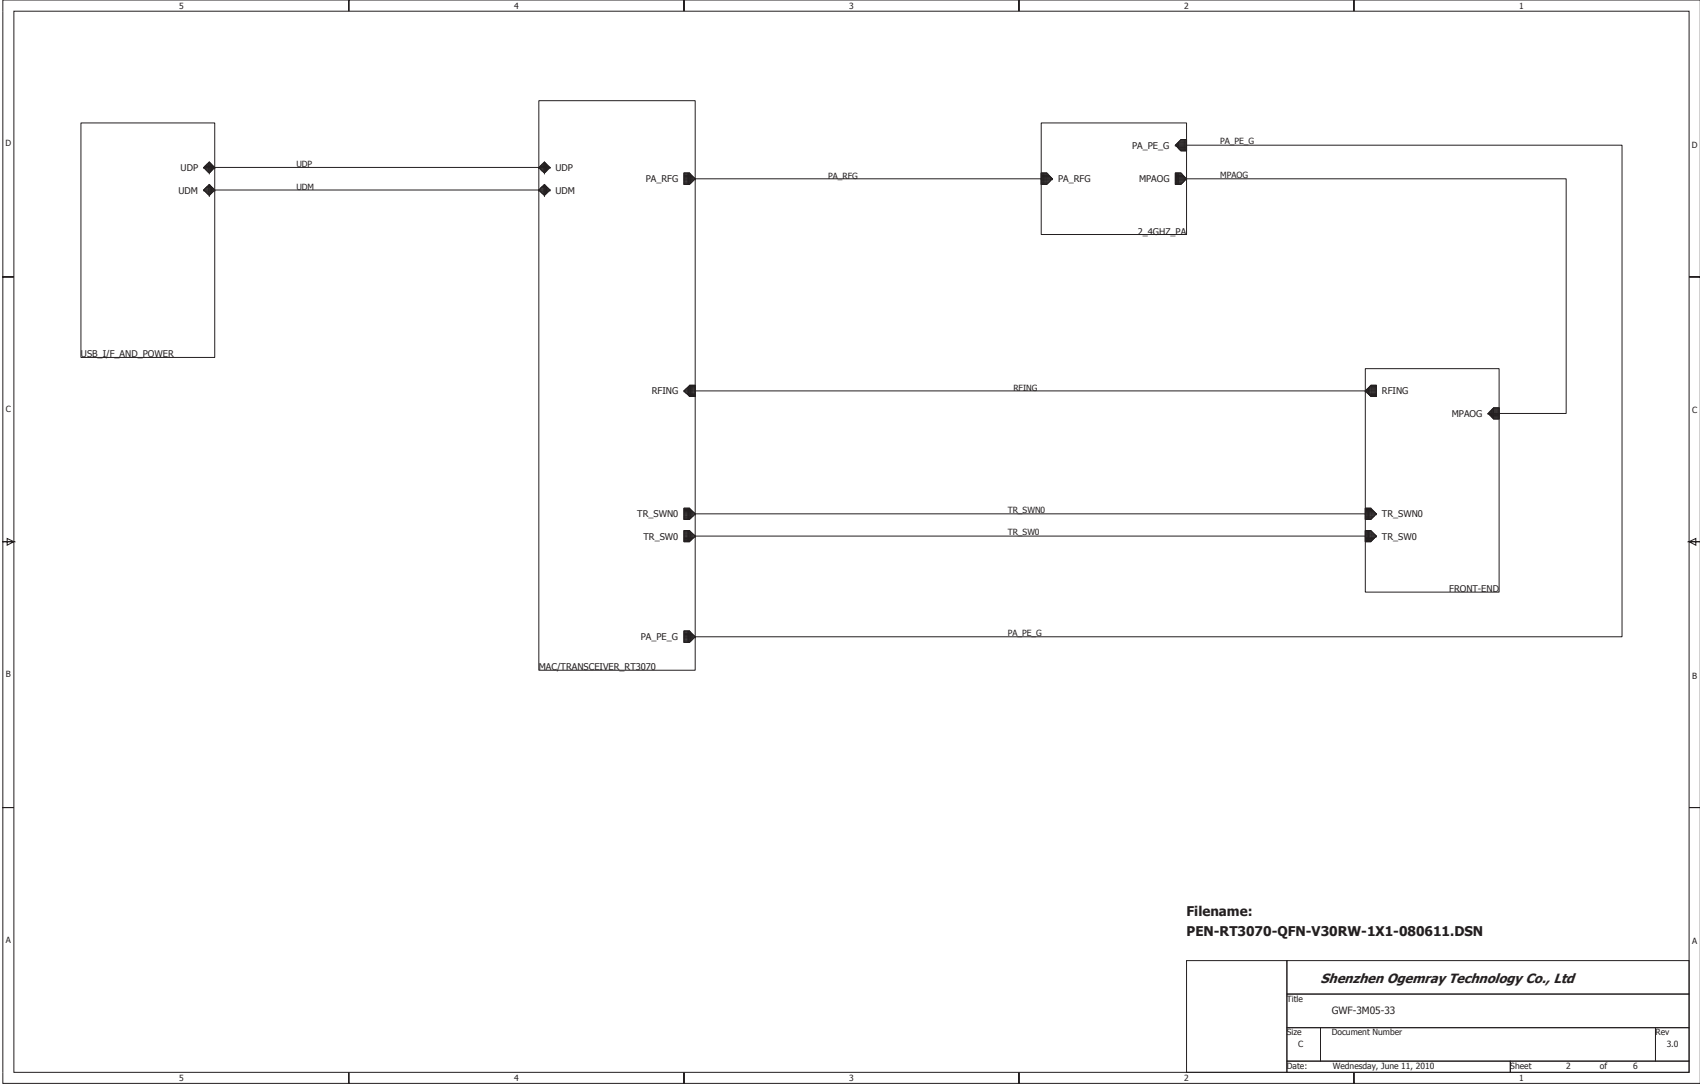 5 4 3 2 1
D D
UDP UDP UDP
UDM UDM UDM
PA_RFG PA_RFG PA_RFG
PA_PE_G PA_PE_G
MPAOG MPAOG
2_4GHZ_PA
USB_I/F_AND_POWER
RFING RFING RFING
C C
MPAOG
TR_SWN0 TR_SWN0 TR_SWN0
TR_SW0 TR_SW0 TR_SW0
FRONT-END
PA_PE_G PA_PE_G
MAC/TRANSCEIVER_RT3070
B B
Filename:
PEN-RT3070-QFN-V30RW-1X1-080611.DSN
A A
Shenzhen Ogemray Technology Co., Ltd
Title
GWF-3M05-33
Size Document Number Rev
C 3.0
Date: Wednesday, June 11, 2010 Sheet 2 of 6
5 4 3 2 1